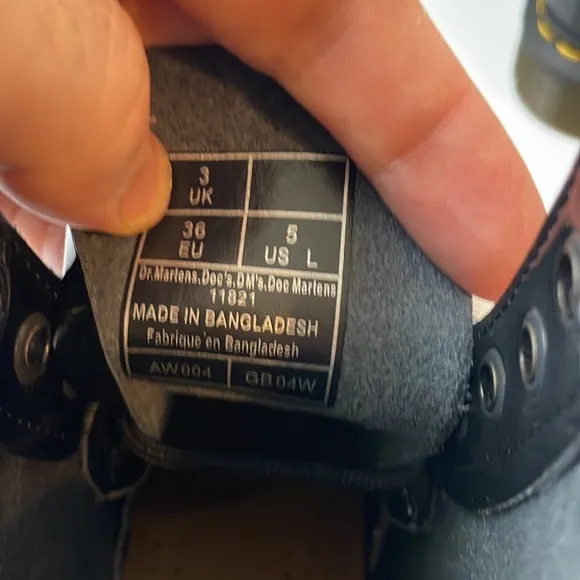 3
UK
36 5
EU US L
Dr.Martens,Doc's,DM's,Doc Martens
11821
MADE IN BANGLADESH
Fabrique en Bangladesh
AW004 GB04W